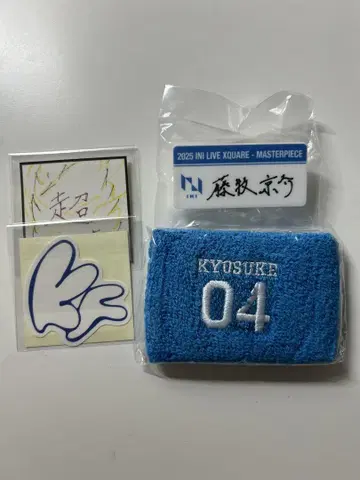 2025 INI LIVE XQUARE - MASTERPIECE
INI
藤牧京介
超
KYOSUKE
04